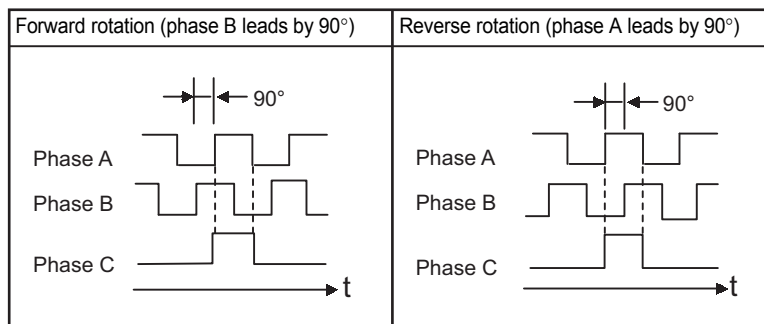 Forward rotation (phase B leads by 90°)
90°
Phase A
Phase B
Phase C
t
Reverse rotation (phase A leads by 90°)
90°
Phase A
Phase B
Phase C
t